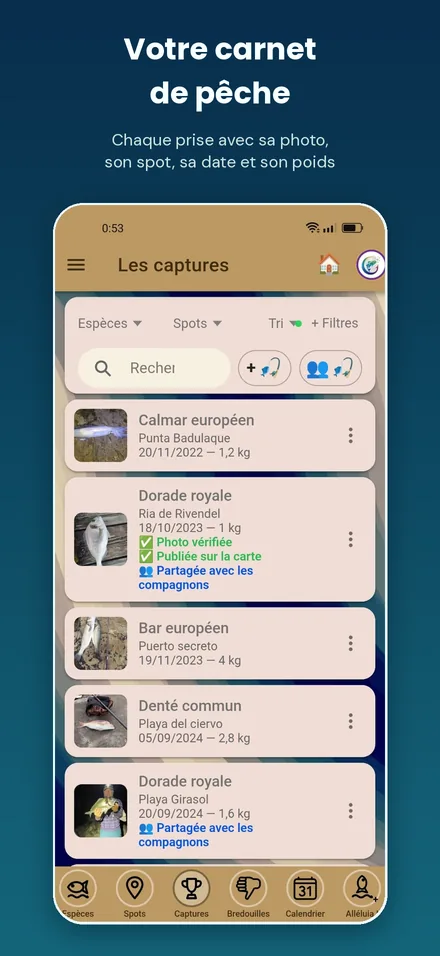 Votre carnet
de pêche
Chaque prise avec sa photo,
son spot, sa date et son poids
0:53
Les captures
Espèces
Spots
Tri
+ Filtres
Recher
+
Calmar européen
Punta Badulaque
20/11/2022 — 1,2 kg
Dorade royale
Ria de Rivendel
18/10/2023 — 1 kg
✅ Photo vérifiée
✅ Publiée sur la carte
👥 Partagée avec les
compagnons
Bar européen
Puerto secreto
19/11/2023 — 4 kg
Denté commun
Playa del ciervo
05/09/2024 — 2,8 kg
Dorade royale
Playa Girasol
20/09/2024 — 1,6 kg
👥 Partagée avec les
compagnons
Espèces
Spots
Captures
Bredouilles
31
Calendrier
Alléluia